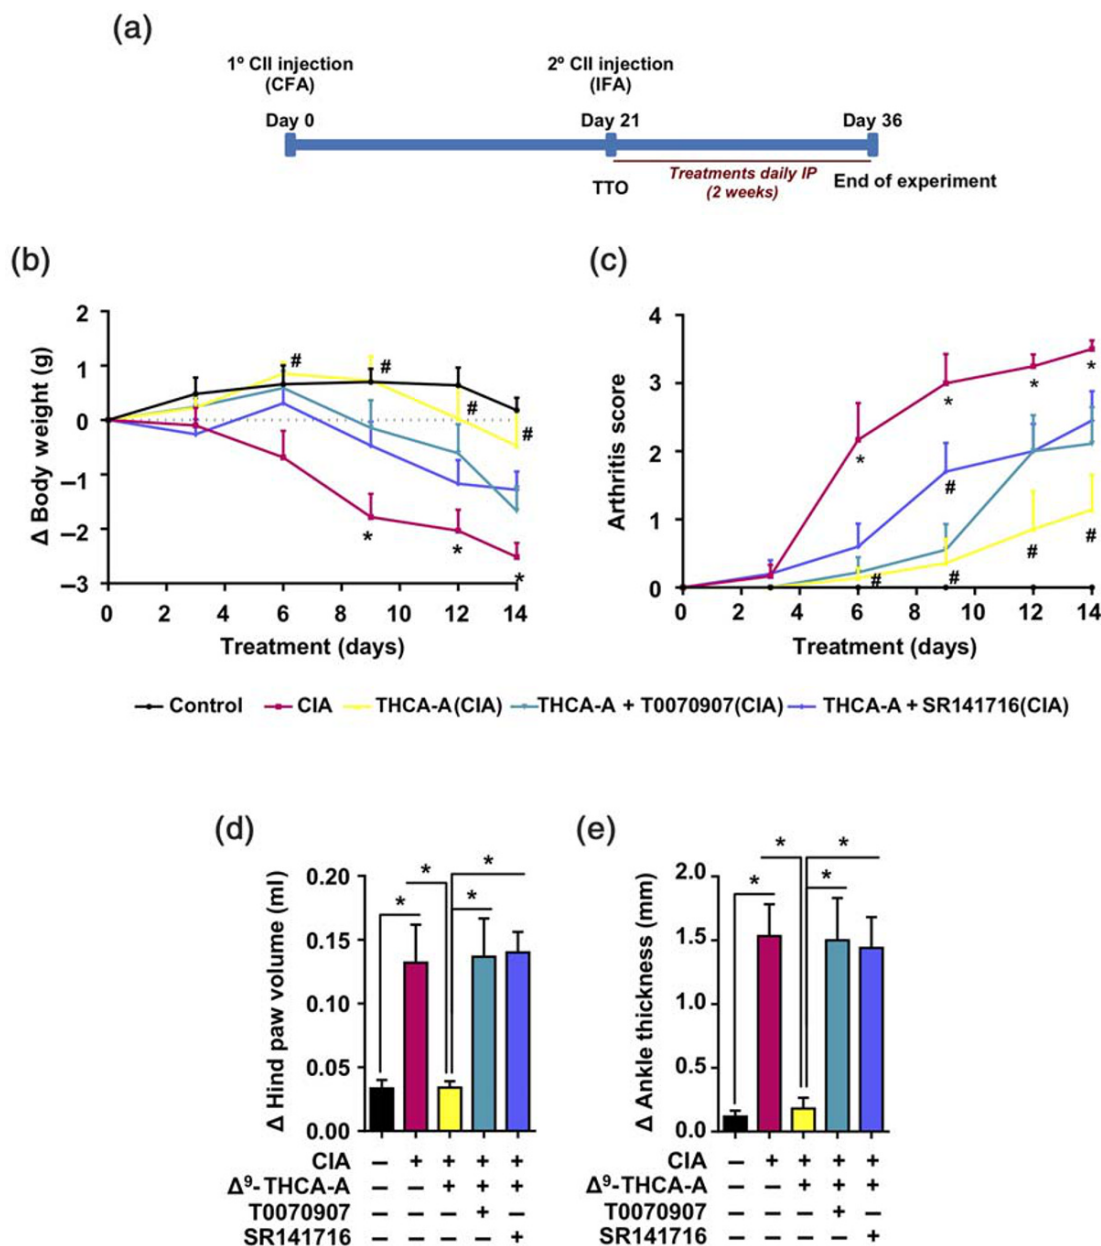 (a)
1º CII injection
(CFA)
2º CII injection
(IFA)
Day 0
Day 21
Day 36
TTO
Treatments daily IP
(2 weeks)
End of experiment
(b)
Δ Body weight (g)
2
1
0
−1
−2
−3
# # # #
* * *
0 2 4 6 8 10 12 14
Treatment (days)
(c)
Arthritis score
4
3
2
1
0
* * * *
# # # # #
0 2 4 6 8 10 12 14
Treatment (days)
Control CIA THCA-A (CIA) THCA-A + T0070907(CIA) THCA-A + SR141716(CIA)
(d)
Δ Hind paw volume (ml)
0.20
0.15
0.10
0.05
0.00
* * * *
CIA − + + + +
Δ⁹-THCA-A − − + + +
T0070907 − − − + −
SR141716 − − − − +
(e)
Δ Ankle thickness (mm)
2.0
1.5
1.0
0.5
0.0
* * * *
CIA − + + + +
Δ⁹-THCA-A − − + + +
T0070907 − − − + −
SR141716 − − − − +